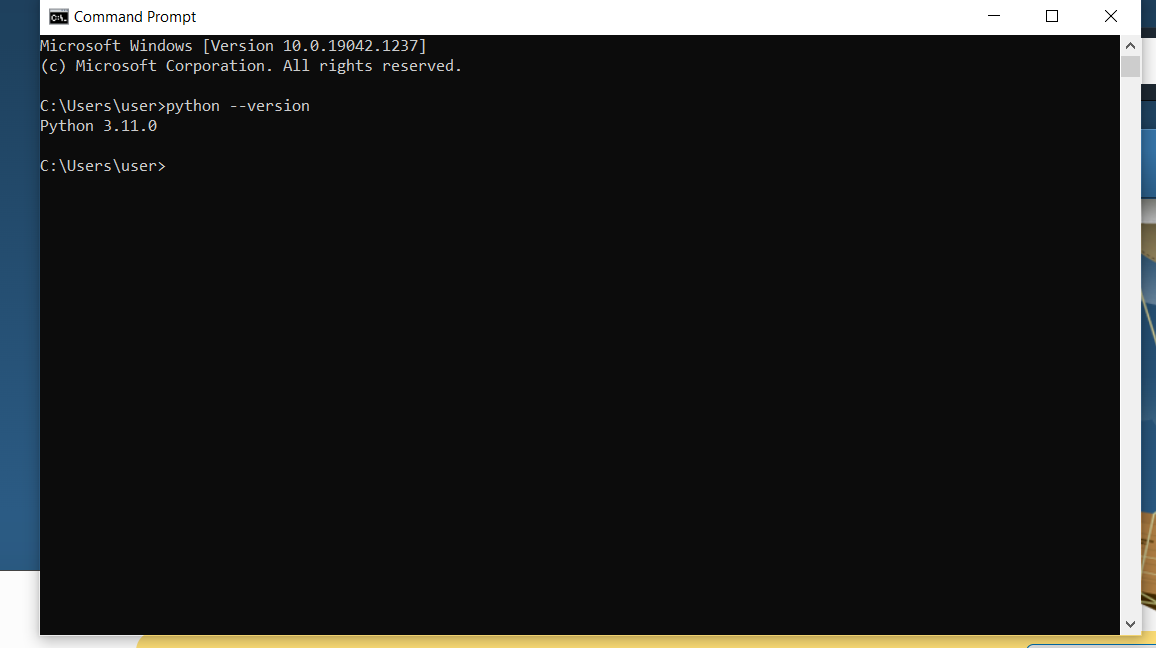 Command Prompt
Microsoft Windows [Version 10.0.19042.1237]
(c) Microsoft Corporation. All rights reserved.
C:\Users\user>python --version
Python 3.11.0
C:\Users\user>